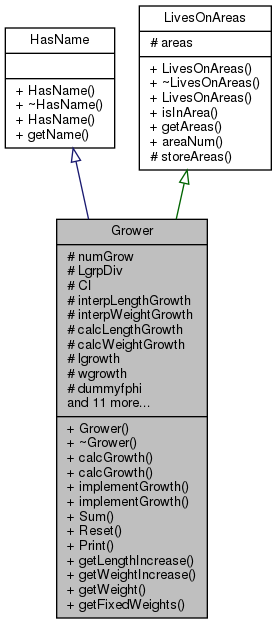 HasName
+ HasName()
+ ~HasName()
+ HasName()
+ getName()
LivesOnAreas
# areas
+ LivesOnAreas()
+ ~LivesOnAreas()
+ LivesOnAreas()
+ isInArea()
+ getAreas()
+ areaNum()
# storeAreas()
Grower
# numGrow
# LgrpDiv
# CI
# interpLengthGrowth
# interpWeightGrowth
# calcLengthGrowth
# calcWeightGrowth
# lgrowth
# wgrowth
# dummyfphi
and 11 more...
+ Grower()
+ ~Grower()
+ calcGrowth()
+ calcGrowth()
+ implementGrowth()
+ implementGrowth()
+ Sum()
+ Reset()
+ Print()
+ getLengthIncrease()
+ getWeightIncrease()
+ getWeight()
+ getFixedWeights()